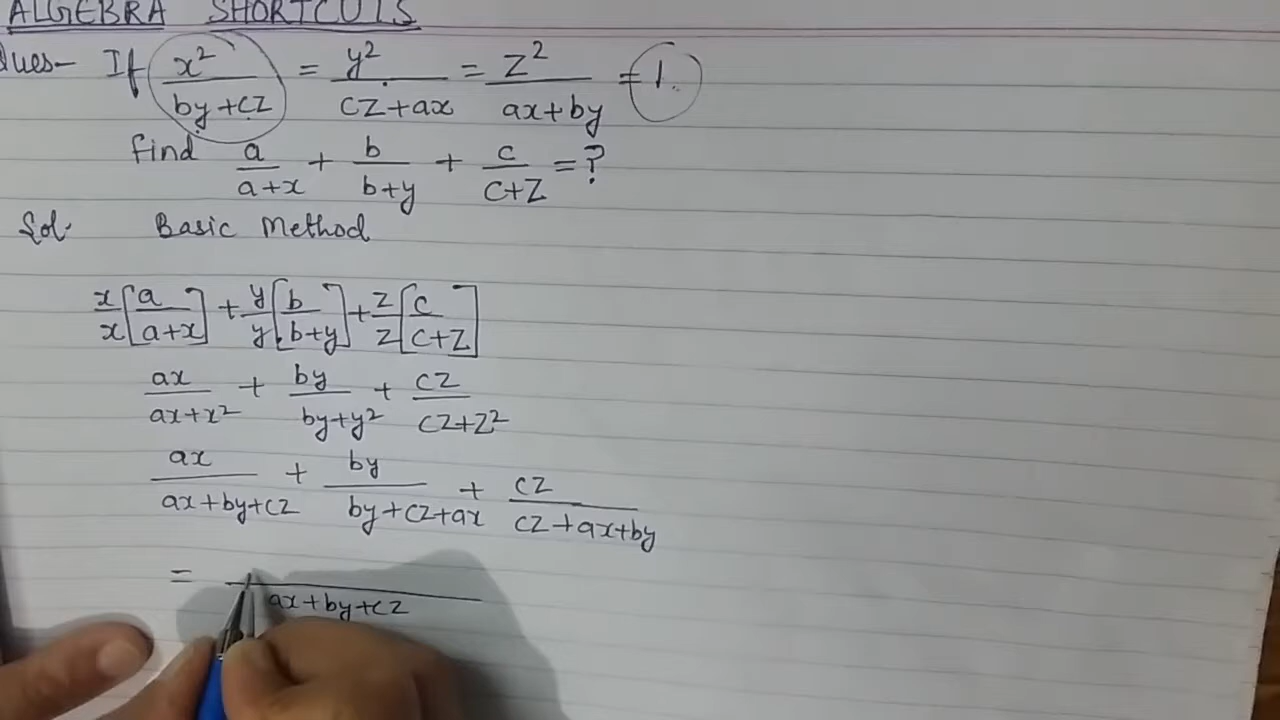 ALGEBRA SHORTCUTS
Ques- If x²/(by+cz) = y²/(cz+ax) = z²/(ax+by) = 1.
find a/(a+x) + b/(b+y) + c/(c+z) = ?
Sol. Basic Method
x/x[a/(a+x)] + y/y[b/(b+y)] + z/z[c/(c+z)]
ax/(ax+x²) + by/(by+y²) + cz/(cz+z²)
ax/(ax+by+cz) + by/(by+cz+ax) + cz/(cz+ax+by)
= /(ax+by+cz)